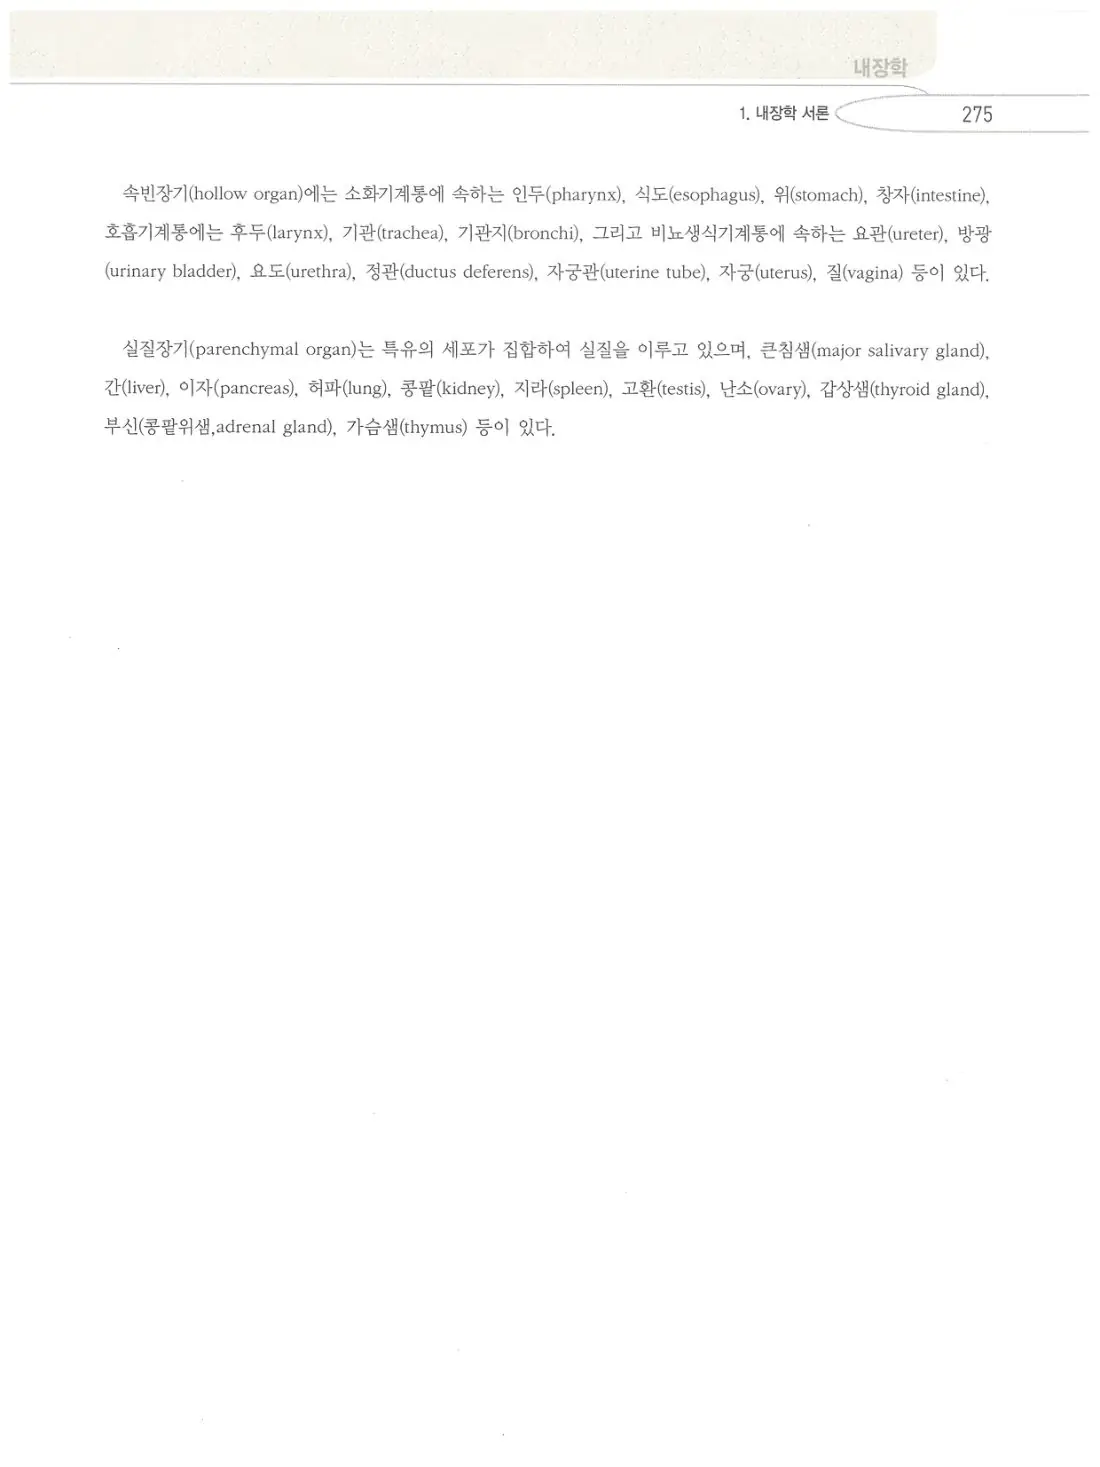 내장학
1. 내장학 서론
275
속빈장기(hollow organ)에는 소화기계통에 속하는 인두(pharynx), 식도(esophagus), 위(stomach), 창자(intestine),
호흡기계통에는 후두(larynx), 기관(trachea), 기관지(bronchi), 그리고 비뇨생식기계통에 속하는 요관(ureter), 방광
(urinary bladder), 요도(urethra), 정관(ductus deferens), 자궁관(uterine tube), 자궁(uterus), 질(vagina) 등이 있다.
실질장기(parenchymal organ)는 특유의 세포가 집합하여 실질을 이루고 있으며, 큰침샘(major salivary gland),
간(liver), 이자(pancreas), 허파(lung), 콩팥(kidney), 지라(spleen), 고환(testis), 난소(ovary), 갑상샘(thyroid gland),
부신(콩팥위샘,adrenal gland), 가슴샘(thymus) 등이 있다.